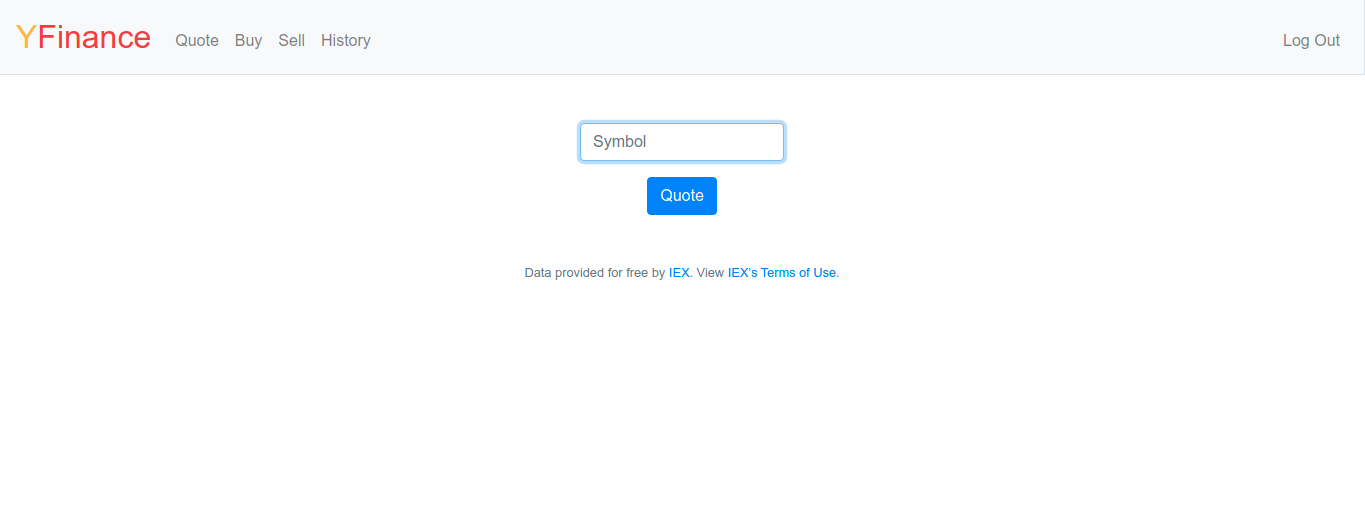 YFinance Quote Buy Sell History Log Out
Symbol
Quote
Data provided for free by IEX. View IEX's Terms of Use.